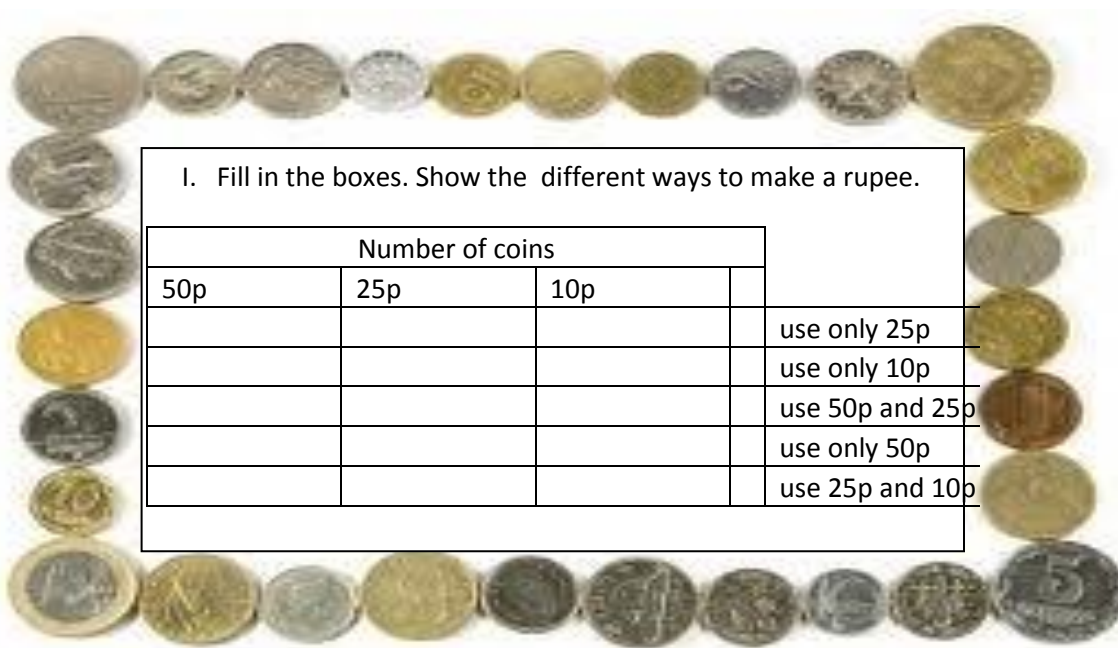 I. Fill in the boxes. Show the different ways to make a rupee.
Number of coins
50p 25p 10p
use only 25p
use only 10p
use 50p and 25p
use only 50p
use 25p and 10p